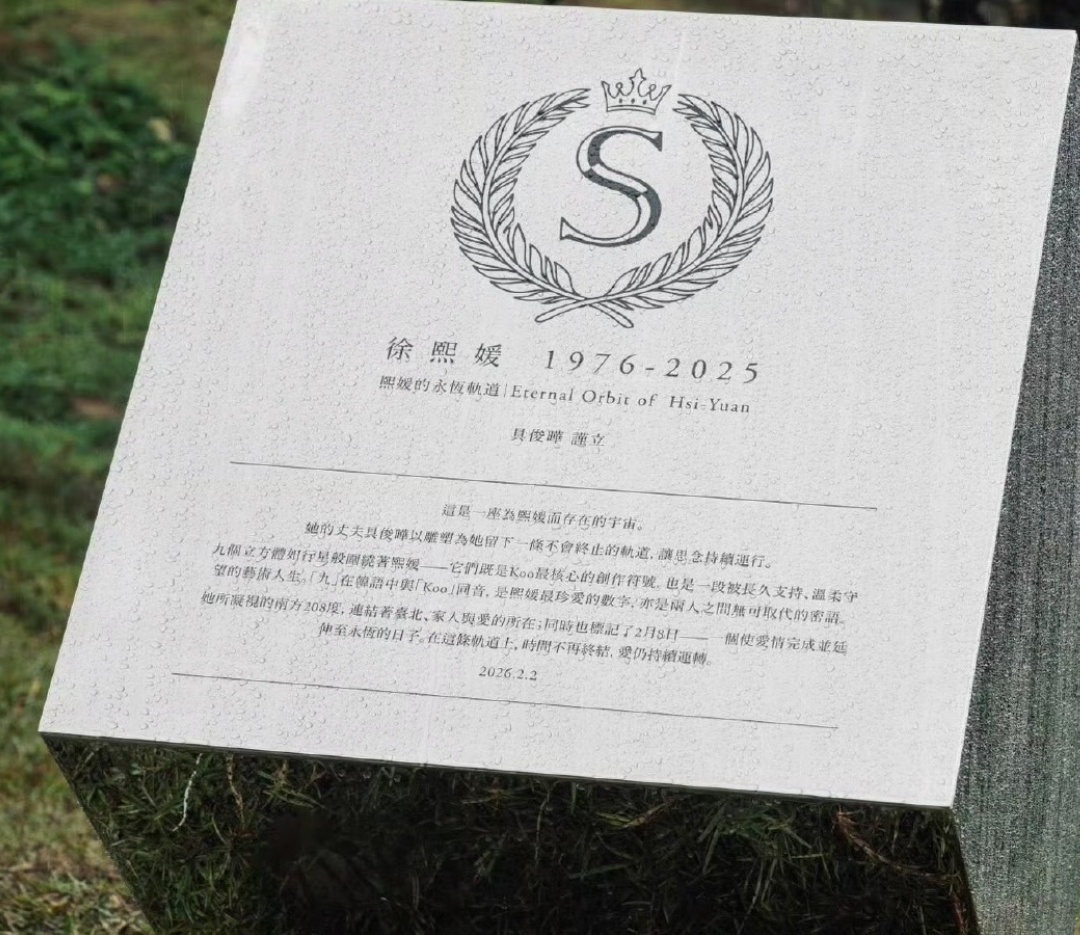 S
徐熙媛 1976-2025
熙媛的永恆軌道|Eternal Orbit of Hsi-Yuan
具俊曄 謹立
這是一座為熙媛而存在的宇宙。
她的丈夫具俊曄以雕塑為她留下一條不會終止的軌道,讓思念持續運行。
九個立方體如行星般圍繞著熙媛——它們既是Koo最核心的創作符號,也是一段被長久支持、溫柔守
望的藝術人生。「九」在韓語中與「Koo」同音,是熙媛最珍愛的數字,亦是兩人之間無可取代的密語。
她所凝視的南方208度,連結著臺北、家人與愛的所在;同時也標記了2月8日——一個使愛情完成並延
伸至永恆的日子。在這條軌道上,時間不再終結,愛仍持續運轉。
2026.2.2